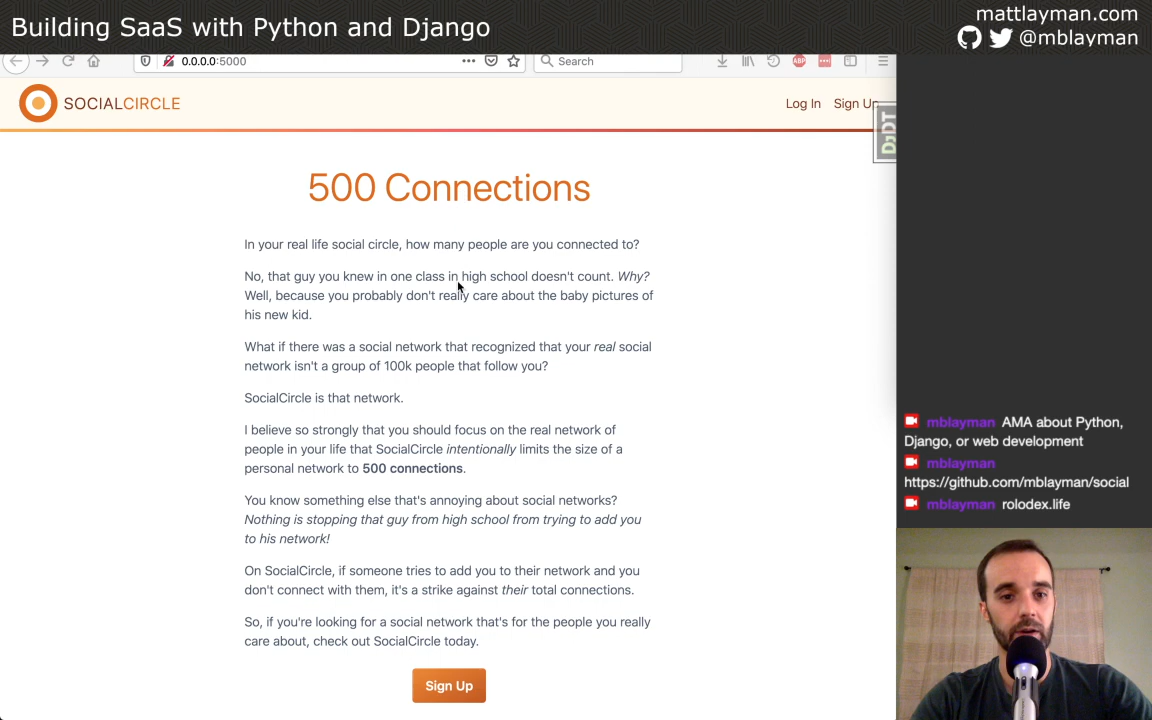 Building SaaS with Python and Django
mattlayman.com
@mblayman
0.0.0.0:5000
Search
SOCIALCIRCLE
Log In
Sign Up
DjDT
500 Connections
In your real life social circle, how many people are you connected to?
No, that guy you knew in one class in high school doesn't count. Why?
Well, because you probably don't really care about the baby pictures of
his new kid.
What if there was a social network that recognized that your real social
network isn't a group of 100k people that follow you?
SocialCircle is that network.
I believe so strongly that you should focus on the real network of
people in your life that SocialCircle intentionally limits the size of a
personal network to 500 connections.
You know something else that's annoying about social networks?
Nothing is stopping that guy from high school from trying to add you
to his network!
On SocialCircle, if someone tries to add you to their network and you
don't connect with them, it's a strike against their total connections.
So, if you're looking for a social network that's for the people you really
care about, check out SocialCircle today.
Sign Up
mblayman AMA about Python,
Django, or web development
mblayman
https://github.com/mblayman/social
mblayman rolodex.life